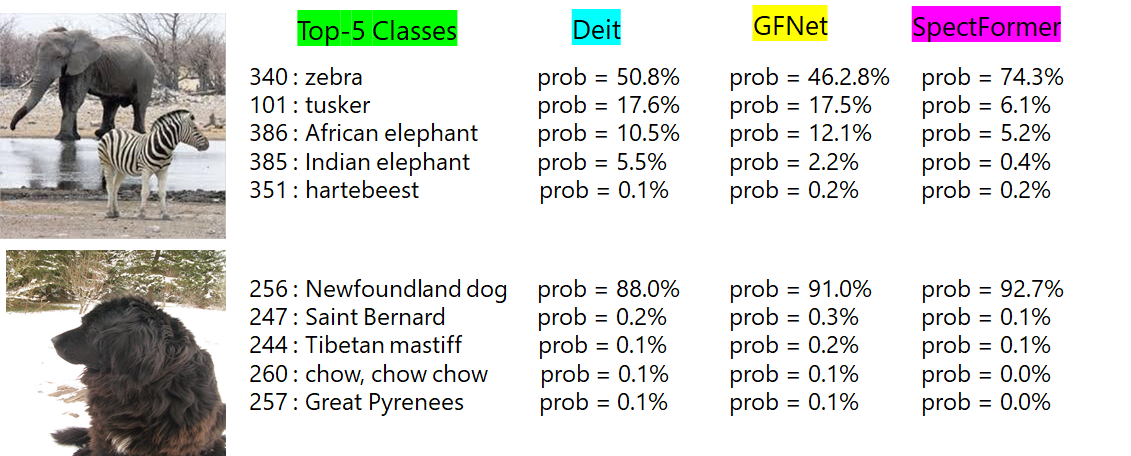 Top-5 Classes Deit GFNet SpectFormer
340 : zebra prob = 50.8% prob = 46.2.8% prob = 74.3%
101 : tusker prob = 17.6% prob = 17.5% prob = 6.1%
386 : African elephant prob = 10.5% prob = 12.1% prob = 5.2%
385 : Indian elephant prob = 5.5% prob = 2.2% prob = 0.4%
351 : hartebeest prob = 0.1% prob = 0.2% prob = 0.2%
256 : Newfoundland dog prob = 88.0% prob = 91.0% prob = 92.7%
247 : Saint Bernard prob = 0.2% prob = 0.3% prob = 0.1%
244 : Tibetan mastiff prob = 0.1% prob = 0.2% prob = 0.1%
260 : chow, chow chow prob = 0.1% prob = 0.1% prob = 0.0%
257 : Great Pyrenees prob = 0.1% prob = 0.1% prob = 0.0%